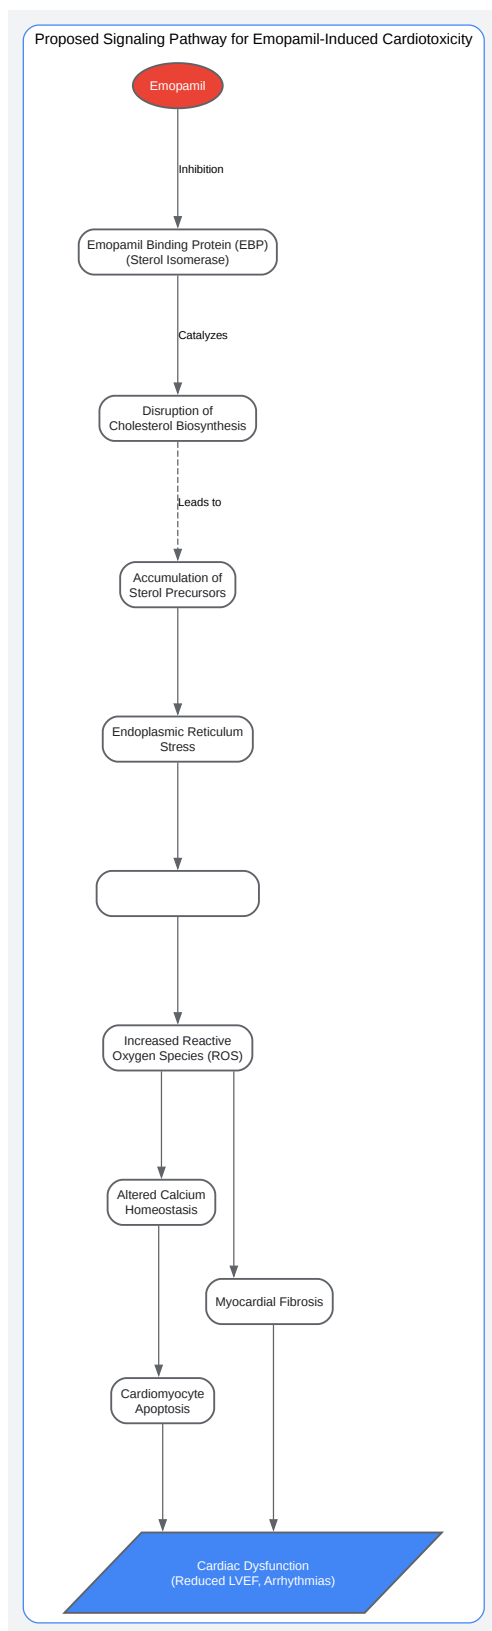 Proposed Signaling Pathway for Emopamil-Induced Cardiotoxicity
Emopamil
Inhibition
Emopamil Binding Protein (EBP)
(Sterol Isomerase)
Catalyzes
Disruption of
Cholesterol Biosynthesis
Leads to
Accumulation of
Sterol Precursors
Endoplasmic Reticulum
Stress
Increased Reactive
Oxygen Species (ROS)
Altered Calcium
Homeostasis
Myocardial Fibrosis
Cardiomyocyte
Apoptosis
Cardiac Dysfunction
(Reduced LVEF, Arrhythmias)